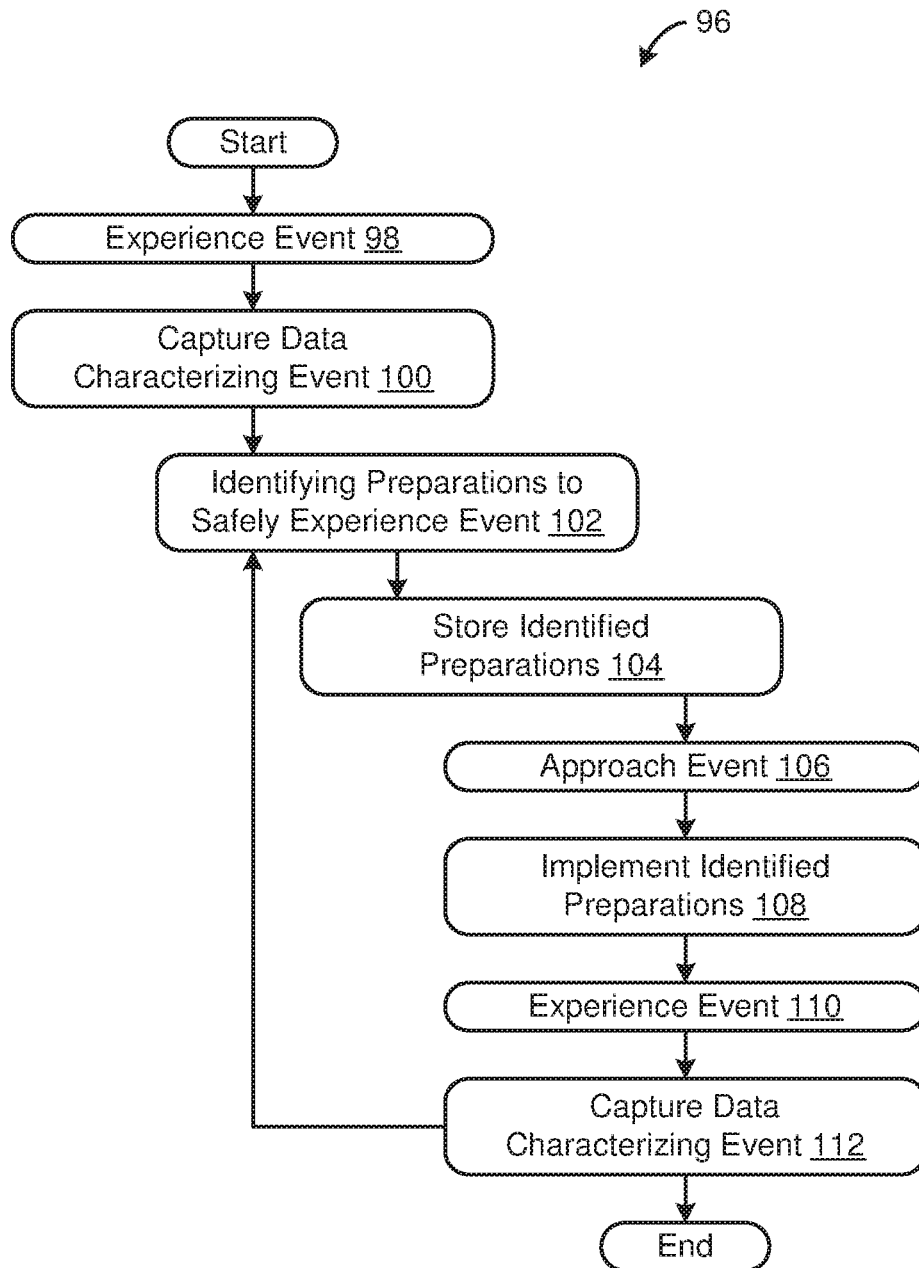 96
Start
Experience Event 98
Capture Data
Characterizing Event 100
Identifying Preparations to
Safely Experience Event 102
Store Identified
Preparations 104
Approach Event 106
Implement Identified
Preparations 108
Experience Event 110
Capture Data
Characterizing Event 112
End